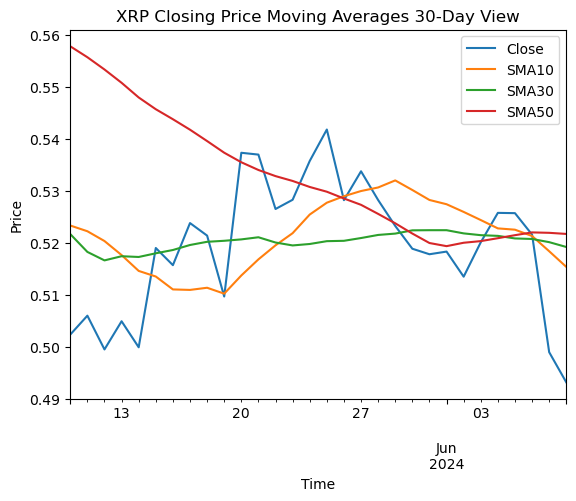 XRP Closing Price Moving Averages 30-Day View
Close
SMA10
SMA30
SMA50
0.56
0.55
0.54
0.53
0.52
0.51
0.50
0.49
Price
13
20
27
03
Jun
2024
Time